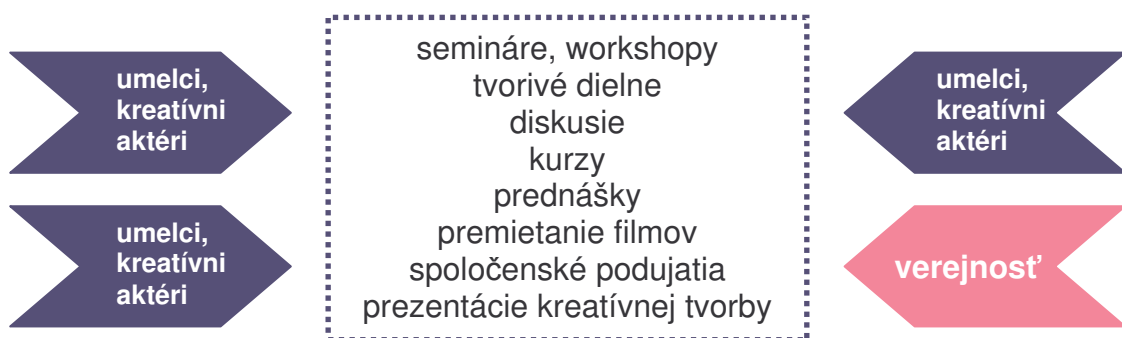 umelci,
kreatívni
aktéri
umelci,
kreatívni
aktéri
semináre, workshopy
tvorivé dielne
diskusie
kurzy
prednášky
premietanie filmov
spoločenské podujatia
prezentácie kreatívnej tvorby
umelci,
kreatívni
aktéri
verejnosť